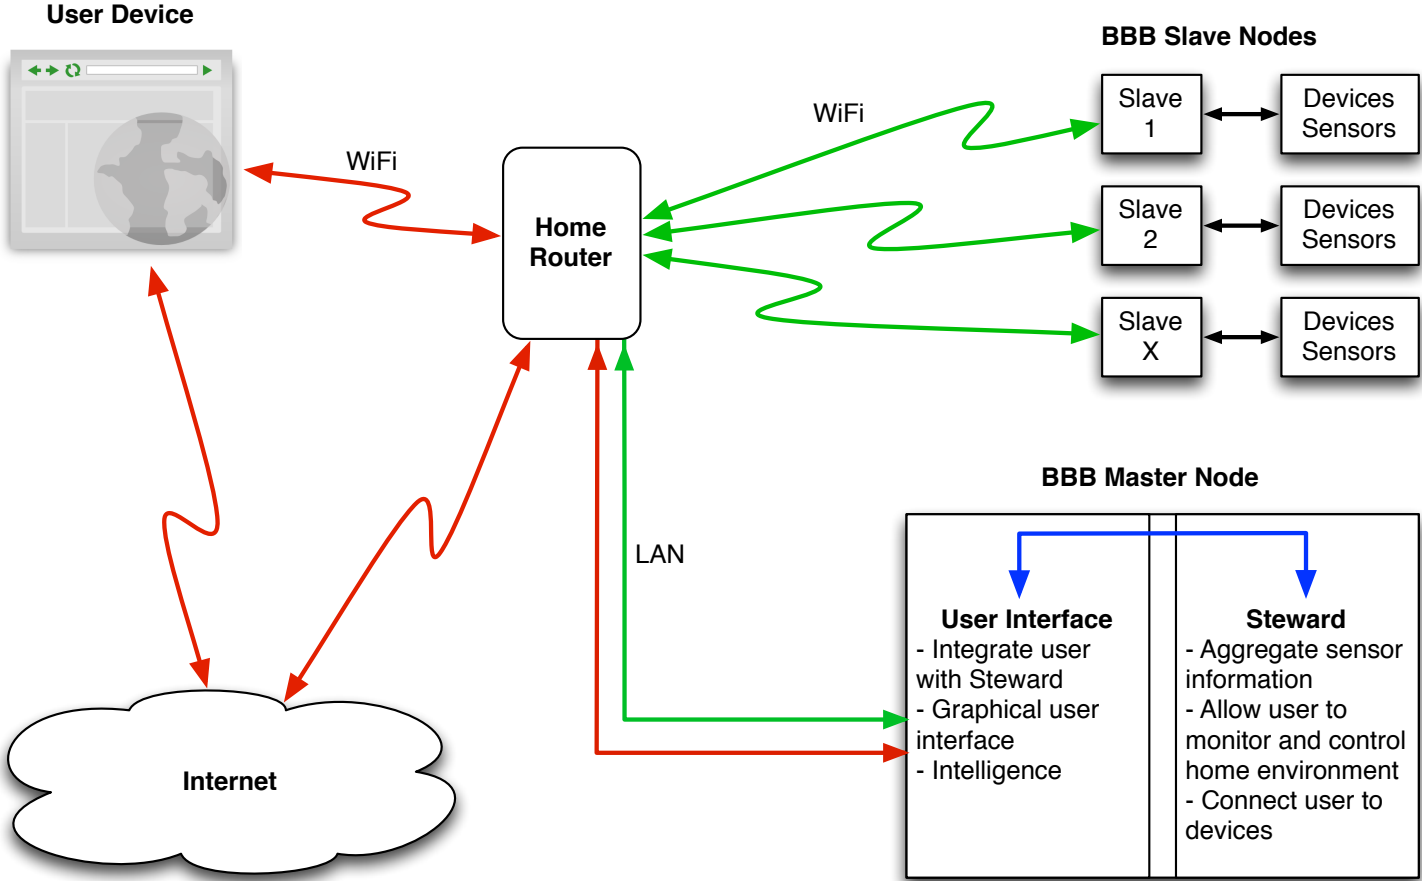 User Device
BBB Slave Nodes
WiFi
WiFi
Slave
1
Devices
Sensors
Slave
2
Devices
Sensors
Slave
X
Devices
Sensors
Home
Router
LAN
BBB Master Node
User Interface
- Integrate user
with Steward
- Graphical user
interface
- Intelligence
Steward
- Aggregate sensor
information
- Allow user to
monitor and control
home environment
- Connect user to
devices
Internet